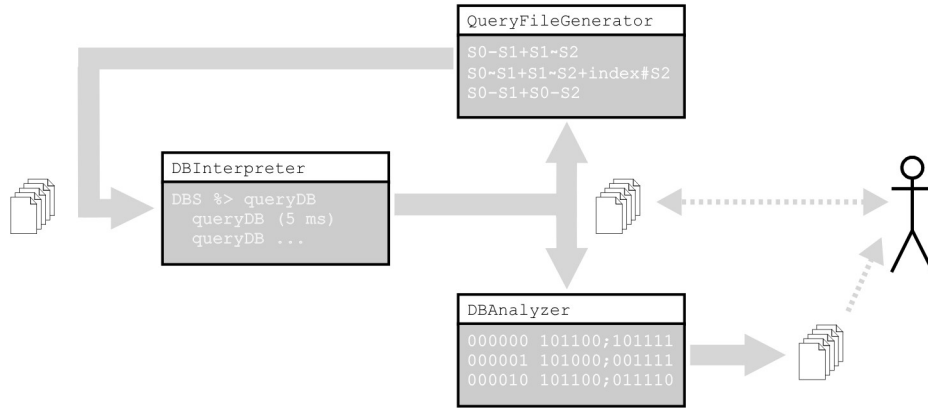 QueryFileGenerator
S0-S1+S1~S2
S0~S1+S1~S2+index#S2
S0-S1+S0-S2
DBInterpreter
DBS %> queryDB
queryDB (5 ms)
queryDB ...
DBAnalyzer
000000 101100;101111
000001 101000;001111
000010 101100;011110